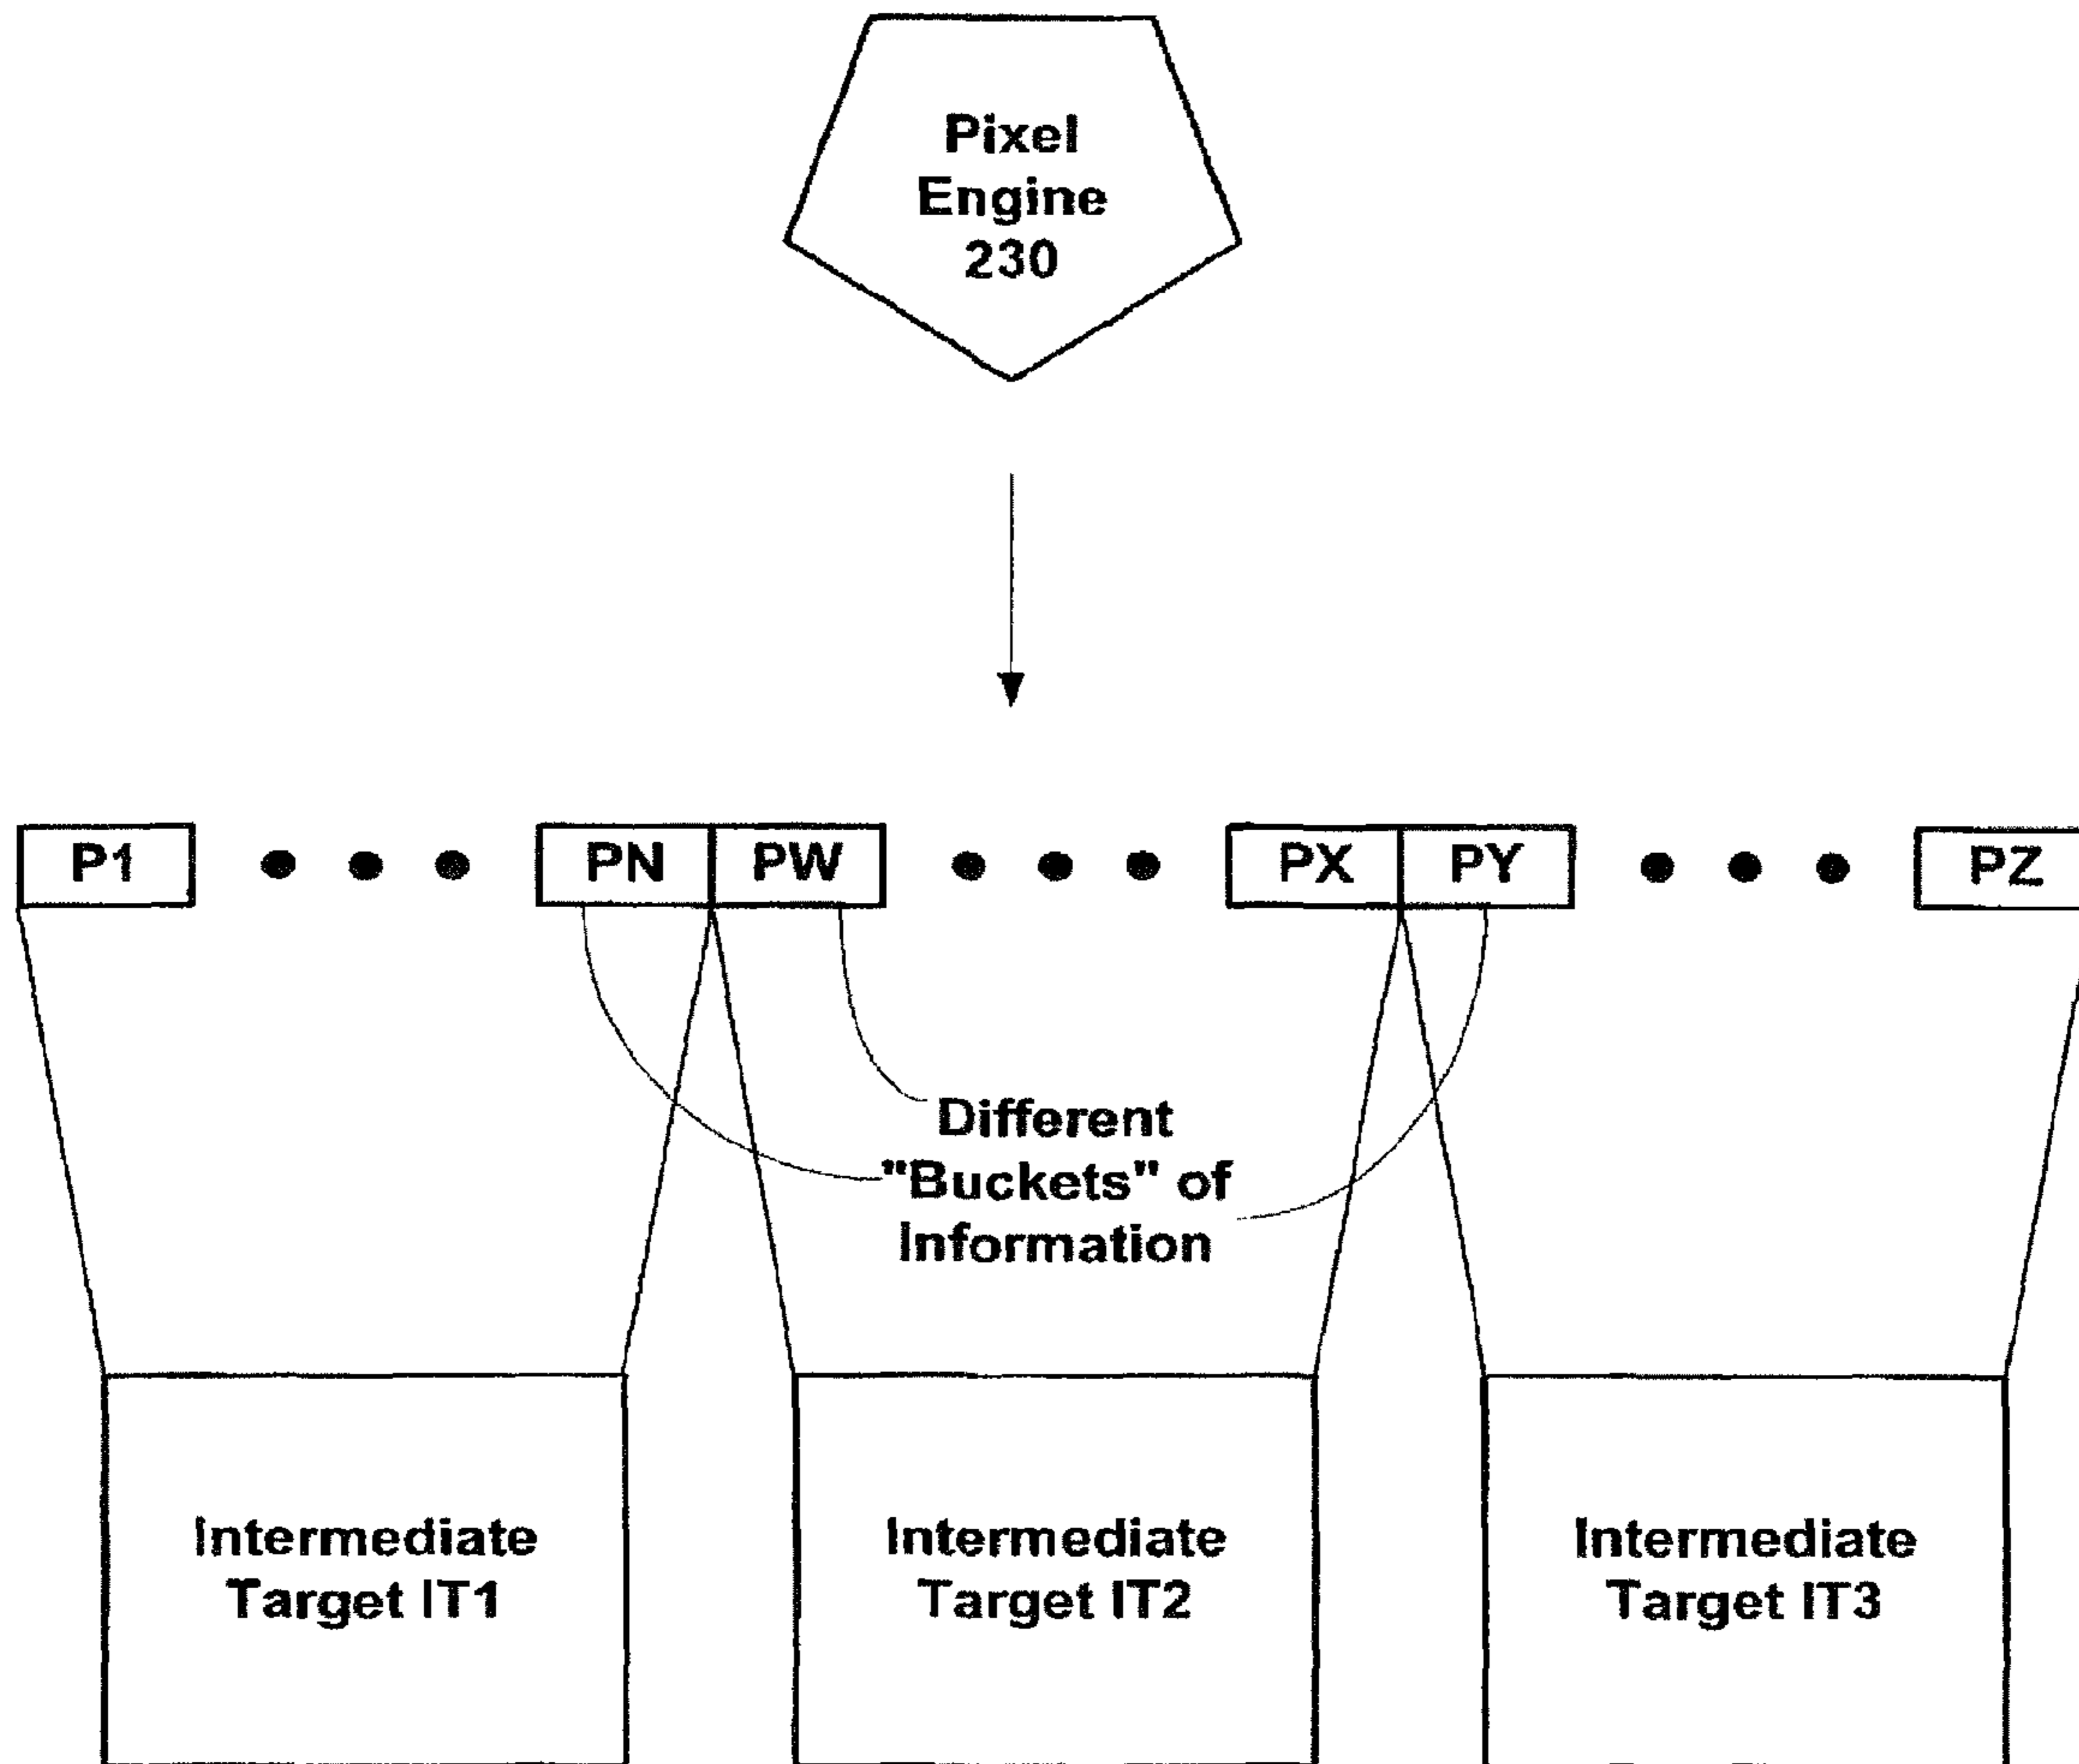 Pixel
Engine
230
P1 PN PW PX PY PZ
Different
"Buckets" of
Information
Intermediate
Target IT1
Intermediate
Target IT2
Intermediate
Target IT3